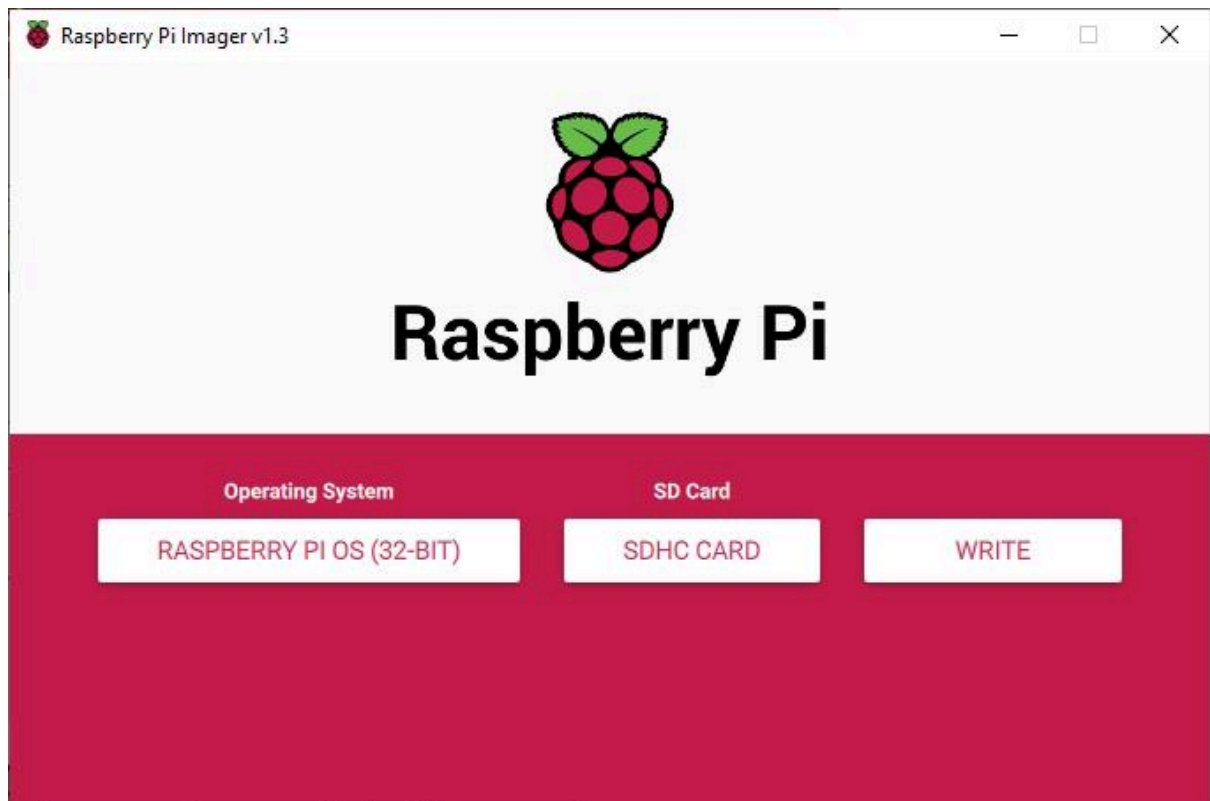 Raspberry Pi Imager v1.3
Raspberry Pi
Operating System
SD Card
RASPBERRY PI OS (32-BIT)
SDHC CARD
WRITE